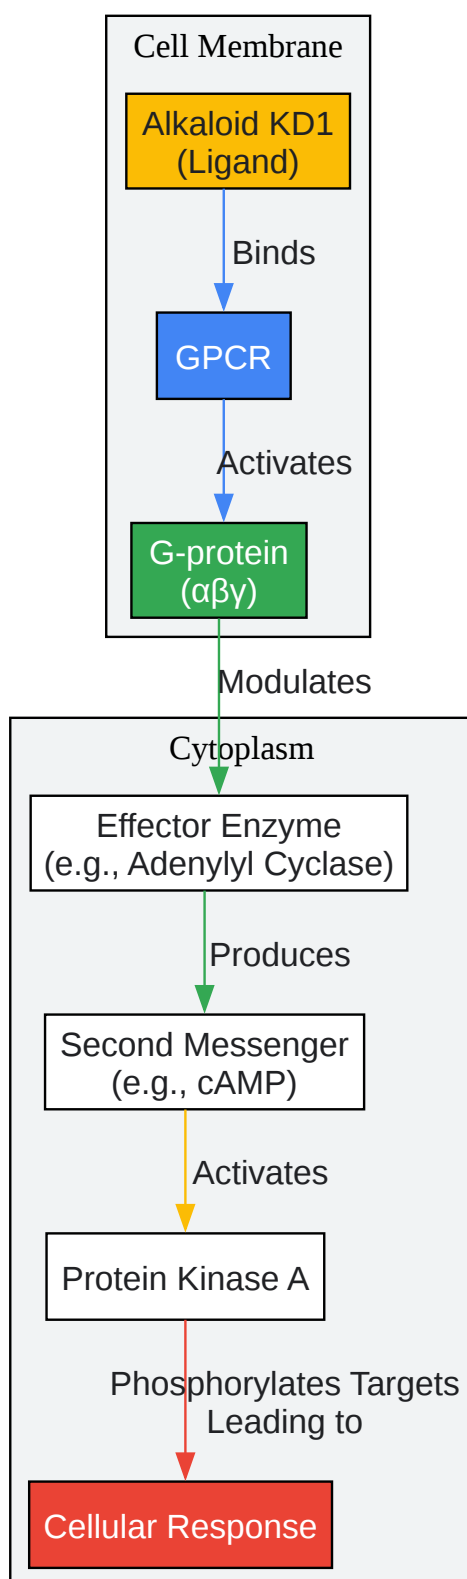 Cell Membrane
Alkaloid KD1
(Ligand)
Binds
GPCR
Activates
G-protein
(αβγ)
Modulates
Cytoplasm
Effector Enzyme
(e.g., Adenylyl Cyclase)
Produces
Second Messenger
(e.g., cAMP)
Activates
Protein Kinase A
Phosphorylates Targets
Leading to
Cellular Response